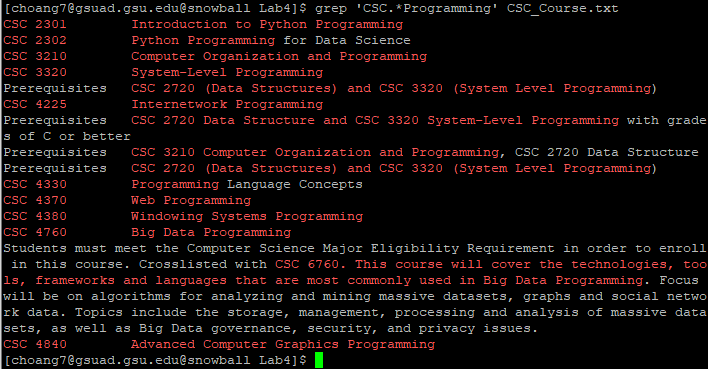 [choang7@gsuad.gsu.edu@snowball Lab4]$ grep 'CSC.*Programming' CSC_Course.txt
CSC 2301 Introduction to Python Programming
CSC 2302 Python Programming for Data Science
CSC 3210 Computer Organization and Programming
CSC 3320 System-Level Programming
Prerequisites CSC 2720 (Data Structures) and CSC 3320 (System Level Programming)
CSC 4225 Internetwork Programming
Prerequisites CSC 2720 Data Structure and CSC 3320 System-Level Programming with grade
s of C or better
Prerequisites CSC 3210 Computer Organization and Programming, CSC 2720 Data Structure
Prerequisites CSC 2720 (Data Structures) and CSC 3320 (System Level Programming)
CSC 4330 Programming Language Concepts
CSC 4370 Web Programming
CSC 4380 Windowing Systems Programming
CSC 4760 Big Data Programming
Students must meet the Computer Science Major Eligibility Requirement in order to enroll
in this course. Crosslisted with CSC 6760. This course will cover the technologies, too
ls, frameworks and languages that are most commonly used in Big Data Programming. Focus
will be on algorithms for analyzing and mining massive datasets, graphs and social netwo
rk data. Topics include the storage, management, processing and analysis of massive data
sets, as well as Big Data governance, security, and privacy issues.
CSC 4840 Advanced Computer Graphics Programming
[choang7@gsuad.gsu.edu@snowball Lab4]$